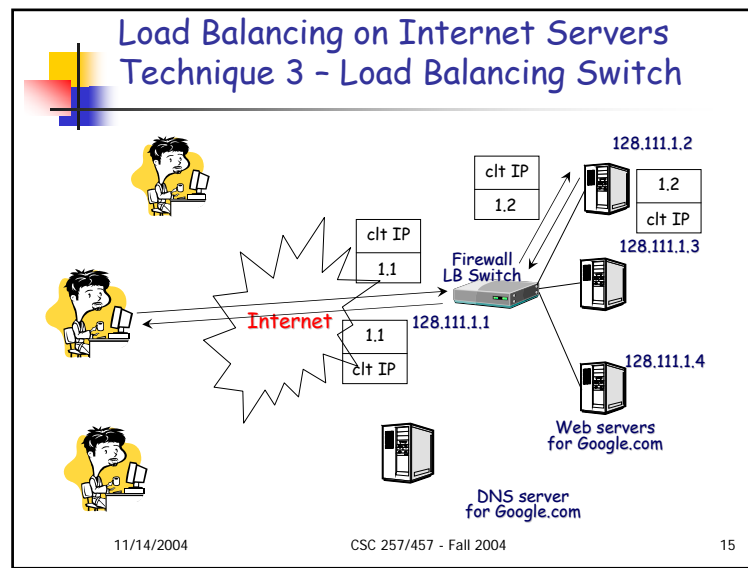 Load Balancing on Internet Servers
Technique 3 – Load Balancing Switch
128.111.1.2
clt IP
1.2
1.2
clt IP
clt IP
1.1
Firewall
LB Switch
128.111.1.3
Internet
128.111.1.1
1.1
clt IP
128.111.1.4
Web servers
for Google.com
DNS server
for Google.com
11/14/2004
CSC 257/457 - Fall 2004
15